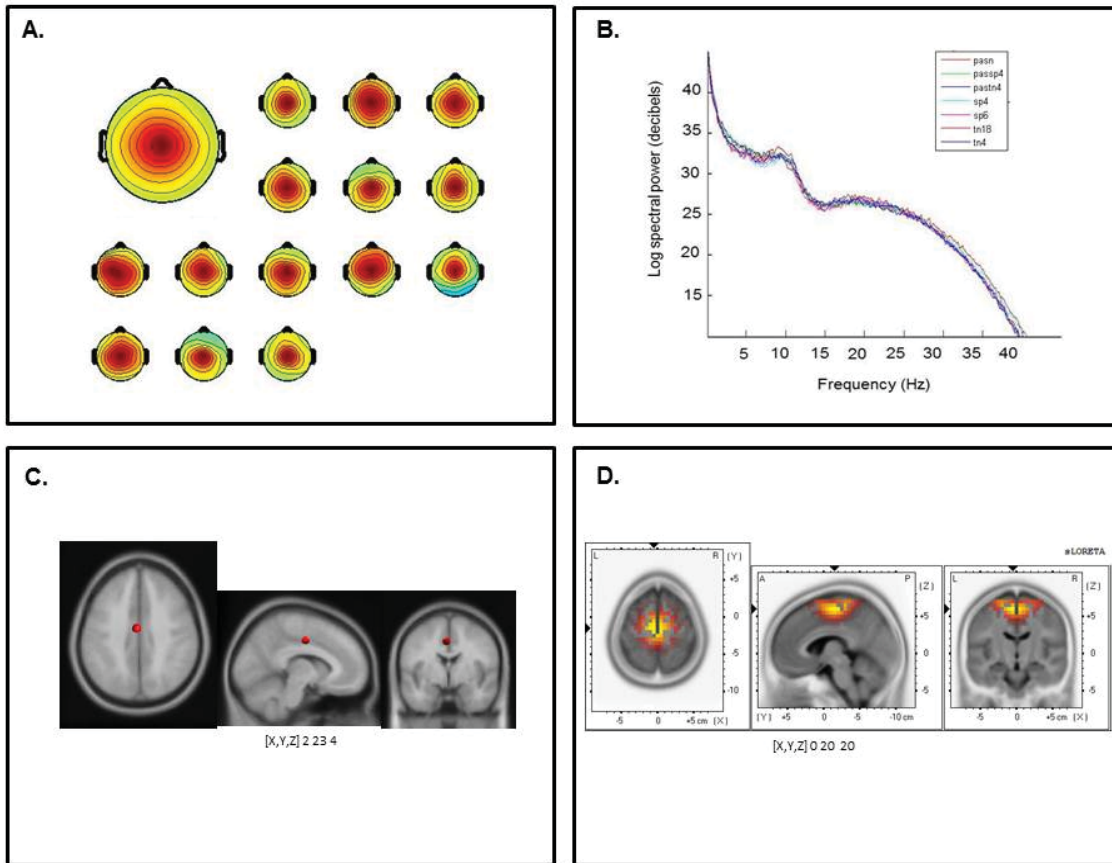 A.
B.
pasn
passp4
pastn4
sp4
sp6
tn18
tn4
Log spectral power (decibels)
40
35
30
25
20
15
5 10 15 20 25 30 35 40
Frequency (Hz)
C.
[X,Y,Z] 2 23 4
D.
sLORETA
L R (Y)
+5
0
-5
-10
-5 0 +5 cm (X)
A P (Z)
+5
0
-5
(Y) +5 0 -5 -10 cm
L R (Z)
+5
0
-5
-5 0 +5 cm (X)
[X,Y,Z] 0 20 20